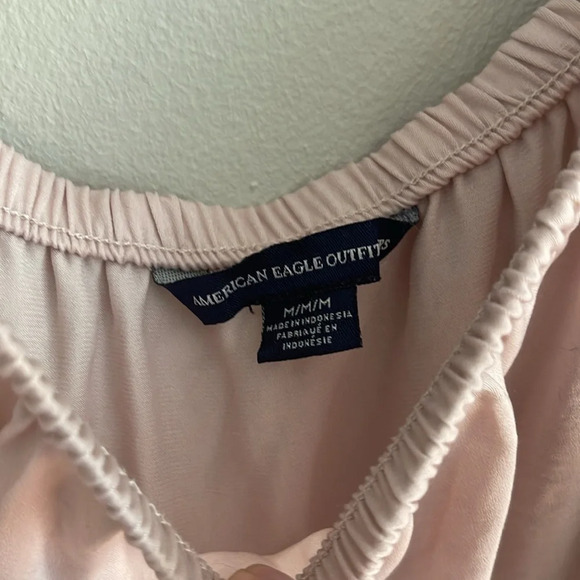 AMERICAN EAGLE OUTFITTERS
M/M/M
MADE IN INDONESIA
FABRIQUÉ EN
INDONÉSIE